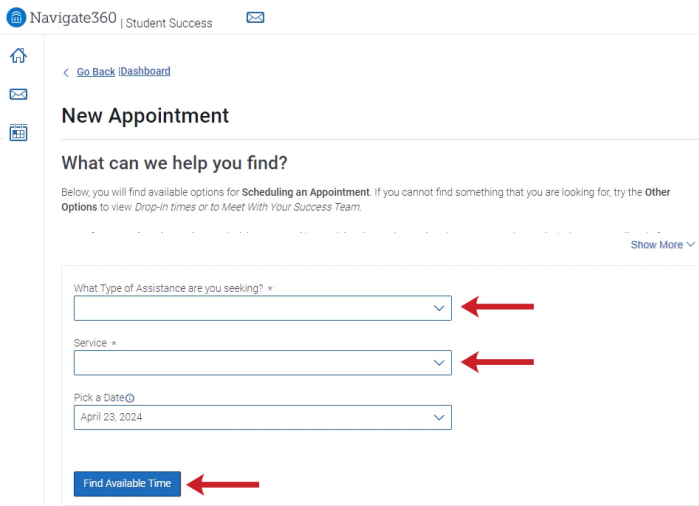 Navigate360 | Student Success
Go Back |Dashboard
New Appointment
What can we help you find?
Below, you will find available options for Scheduling an Appointment. If you cannot find something that you are looking for, try the Other
Options to view Drop-In times or to Meet With Your Success Team.
Show More
What Type of Assistance are you seeking? *
Service *
Pick a Date
April 23, 2024
Find Available Time